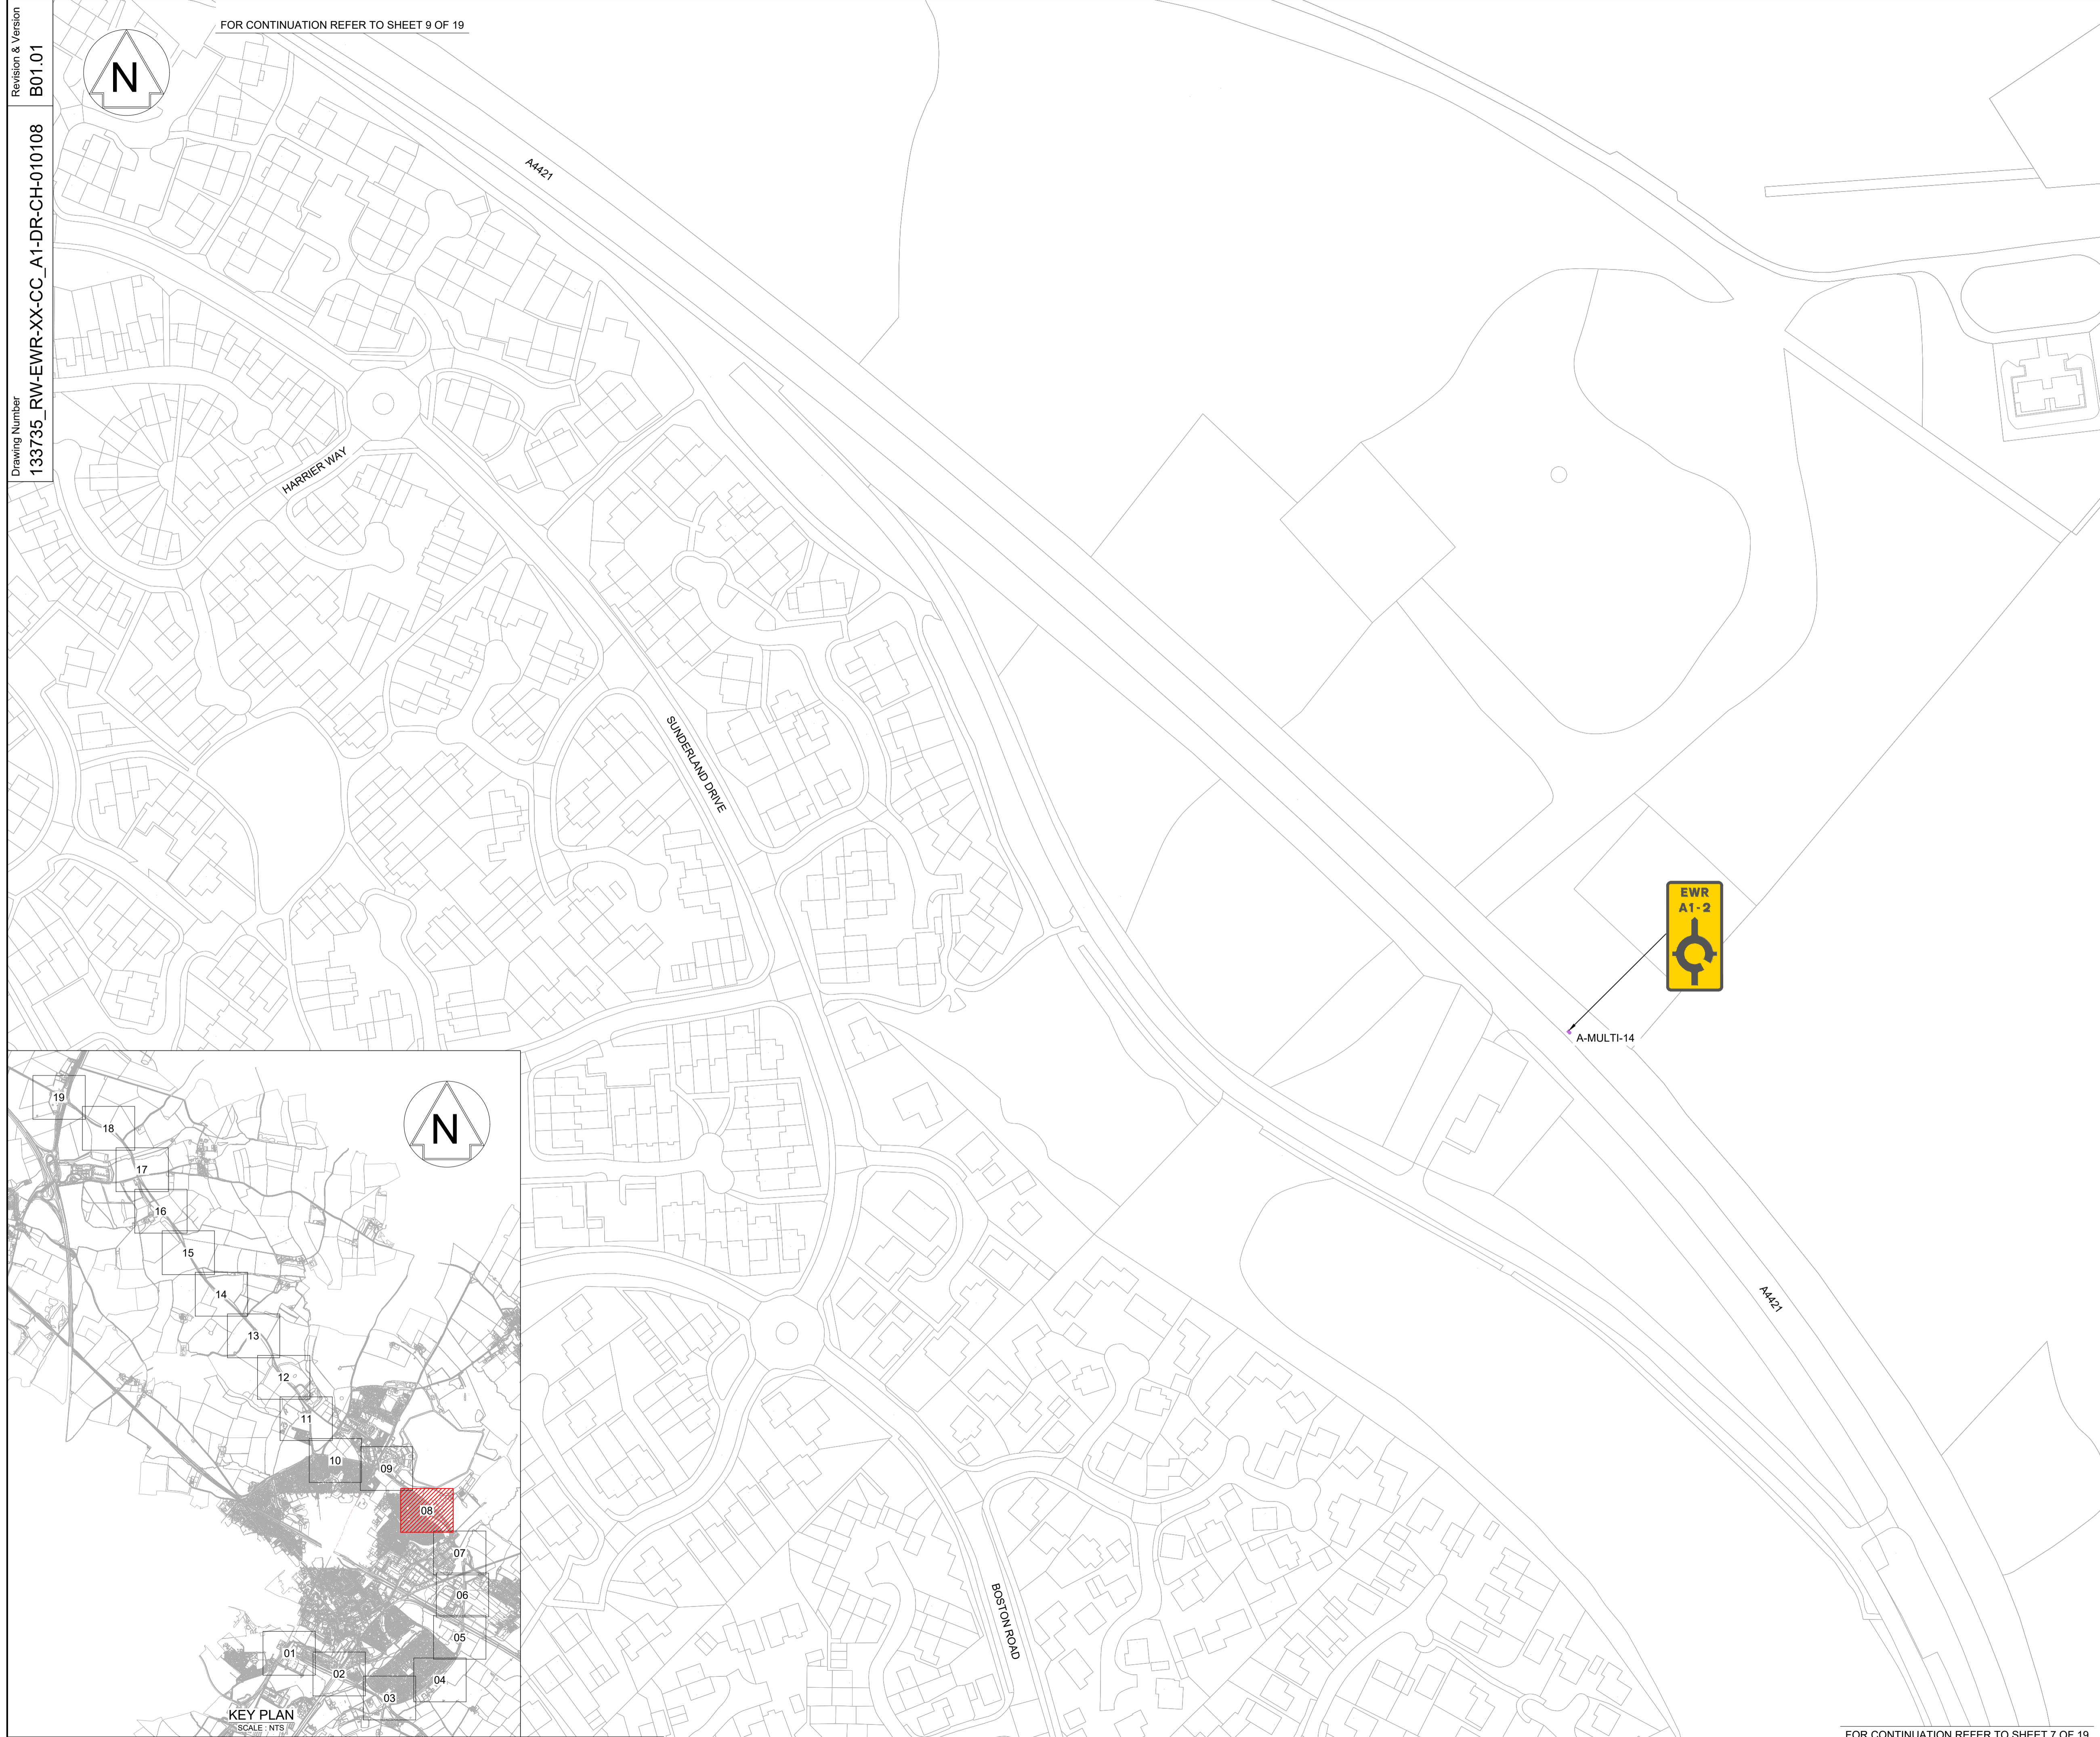 Revision & Version
B01.01
Drawing Number
133735_RW-EWR-XX-CC_A1-DR-CH-010108
N
FOR CONTINUATION REFER TO SHEET 9 OF 19
A4421
HARRIER WAY
SUNDERLAND DRIVE
EWR
A1-2
A-MULTI-14
A4421
BOSTON ROAD
N
19
18
17
16
15
14
13
12
11
10
09
08
07
06
05
04
03
02
01
KEY PLAN
SCALE : NTS
FOR CONTINUATION REFER TO SHEET 7 OF 19